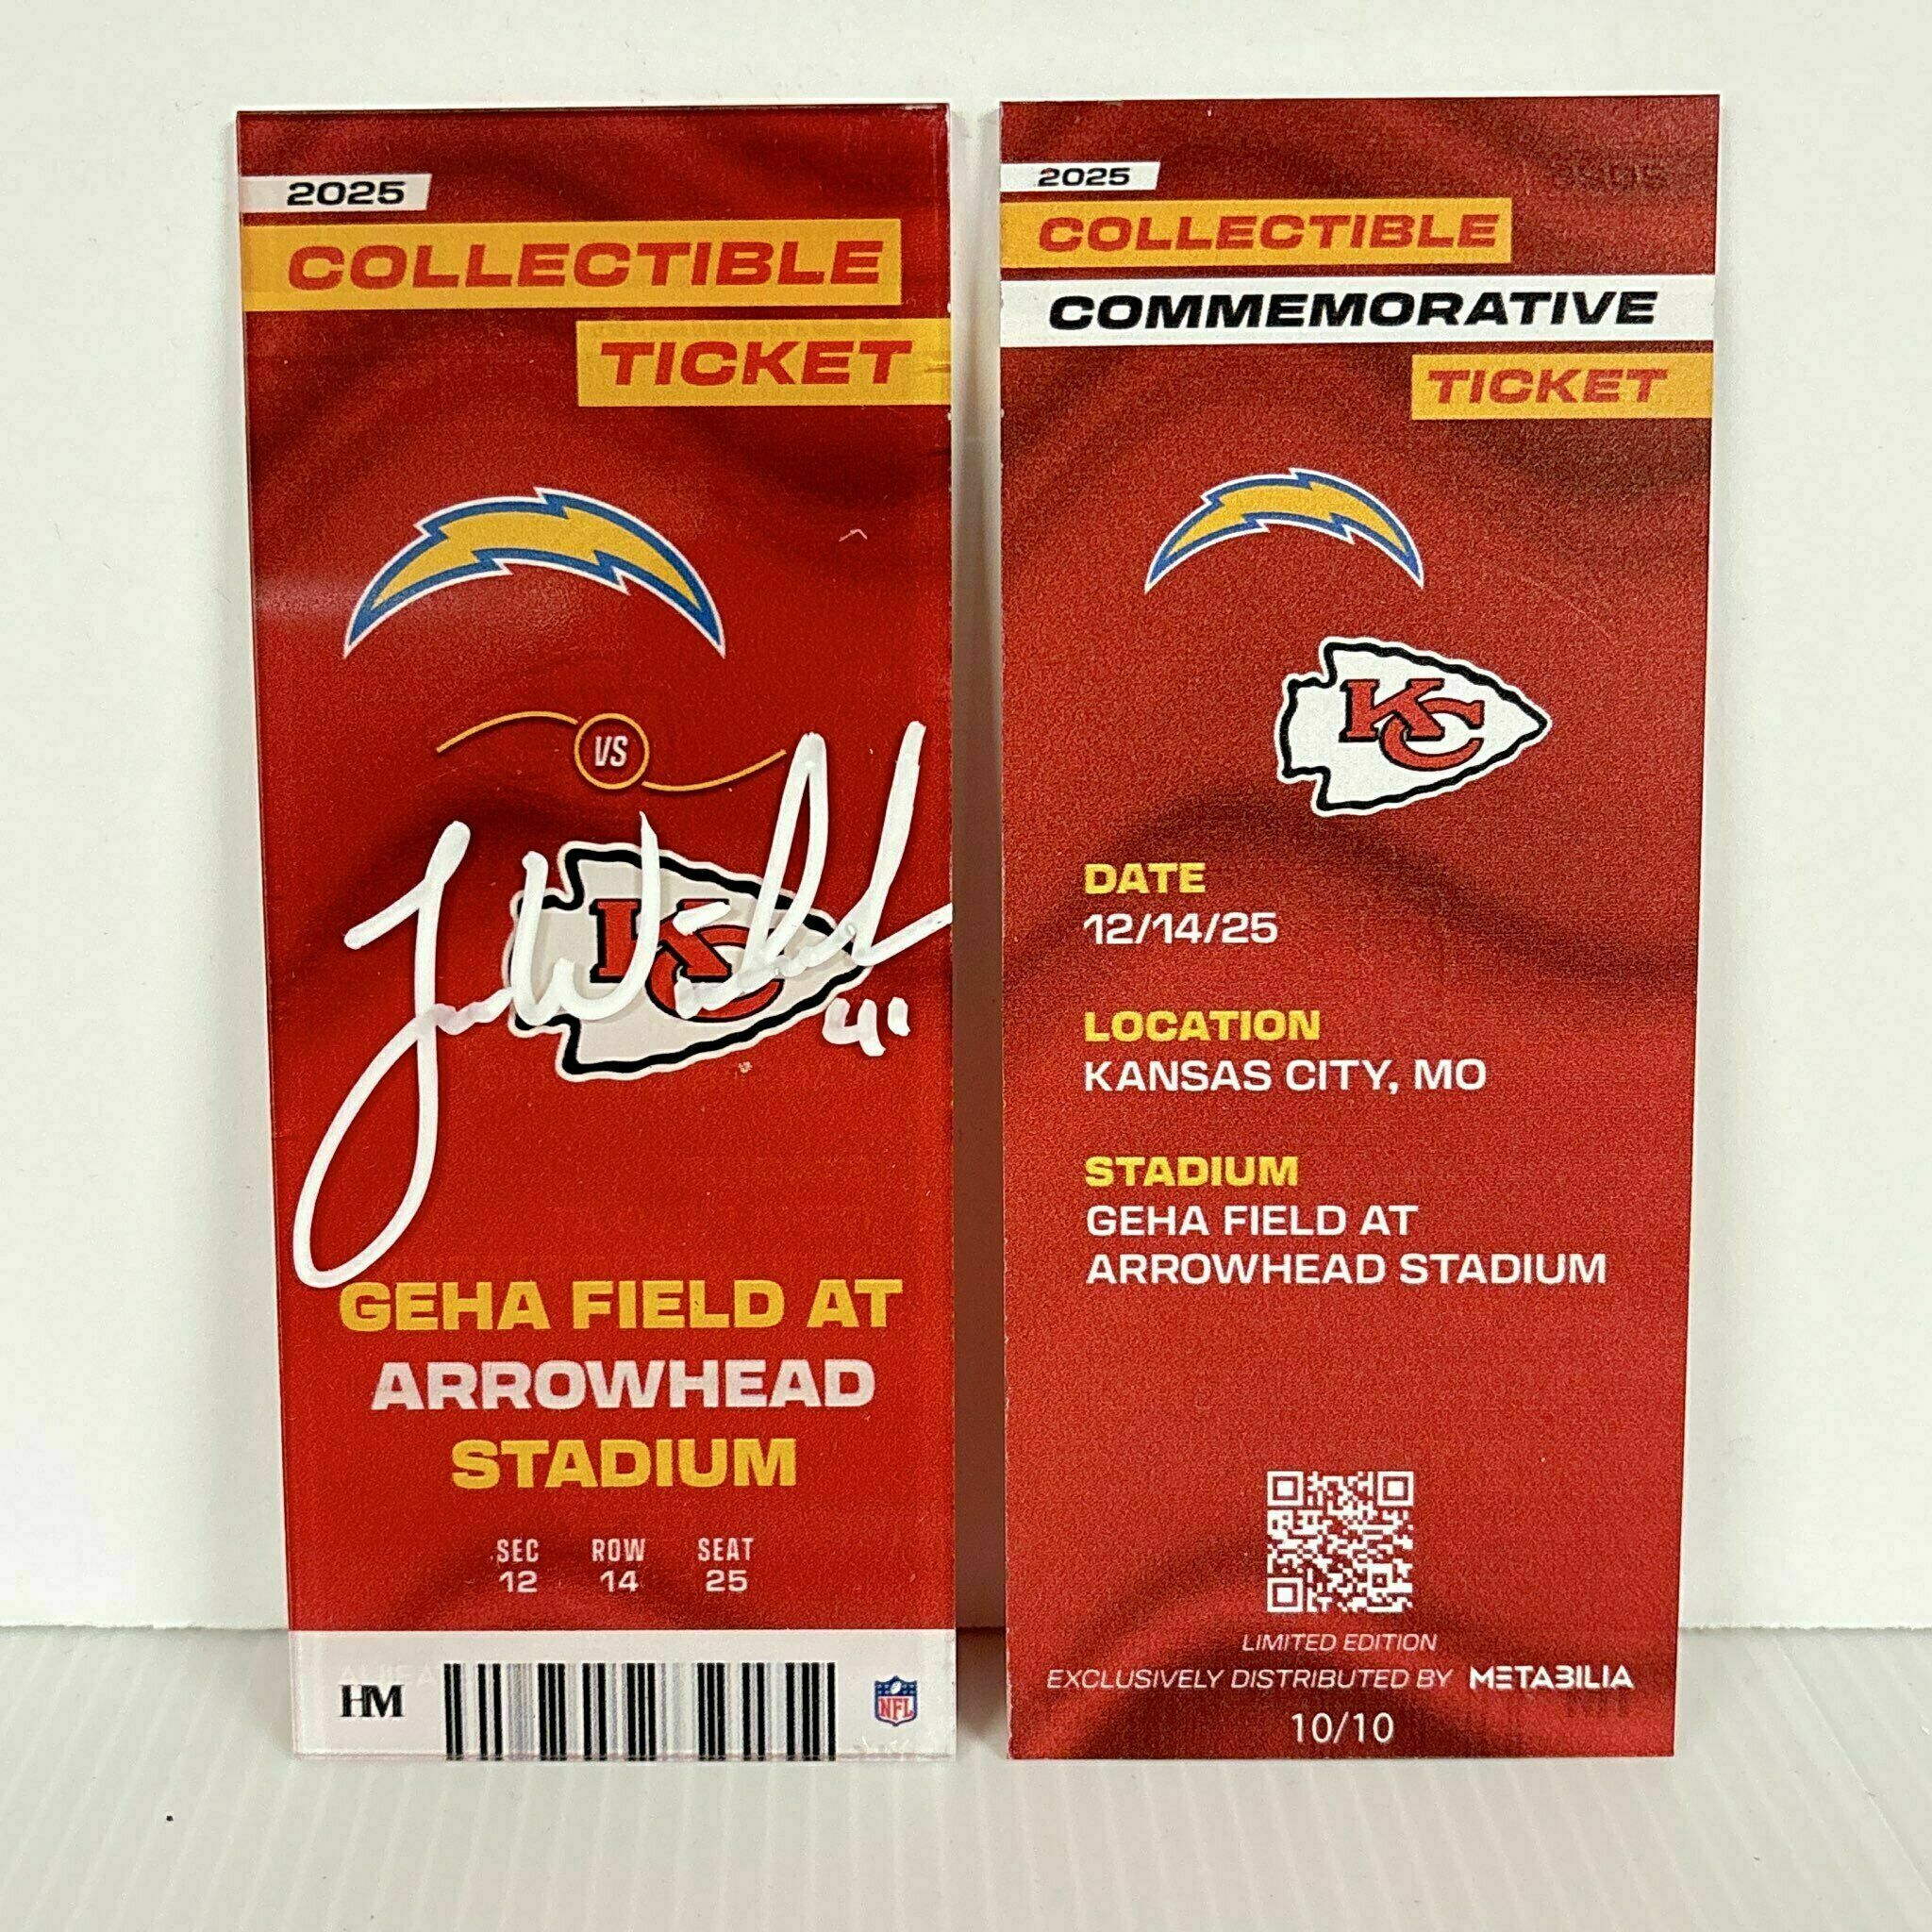 2025
COLLECTIBLE
TICKET
VS
KC
GEHA FIELD AT
ARROWHEAD
STADIUM
SEC ROW SEAT
12 14 25
HM
NFL
2025
COLLECTIBLE
COMMEMORATIVE
TICKET
KC
DATE
12/14/25
LOCATION
KANSAS CITY, MO
STADIUM
GEHA FIELD AT
ARROWHEAD STADIUM
LIMITED EDITION
EXCLUSIVELY DISTRIBUTED BY METABILIA
10/10